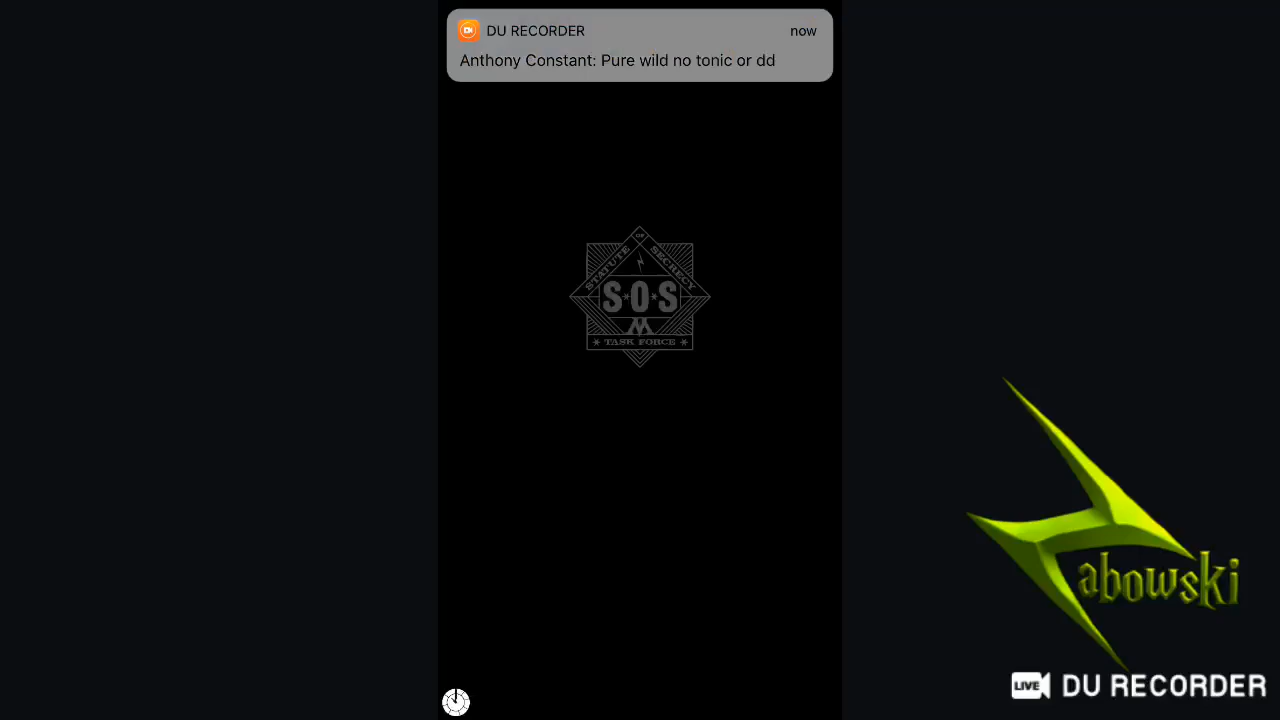 DU RECORDER now
Anthony Constant: Pure wild no tonic or dd
STATUTE OF SECRECY
S*O*S
* TASK FORCE *
abowski
LIVE DU RECORDER